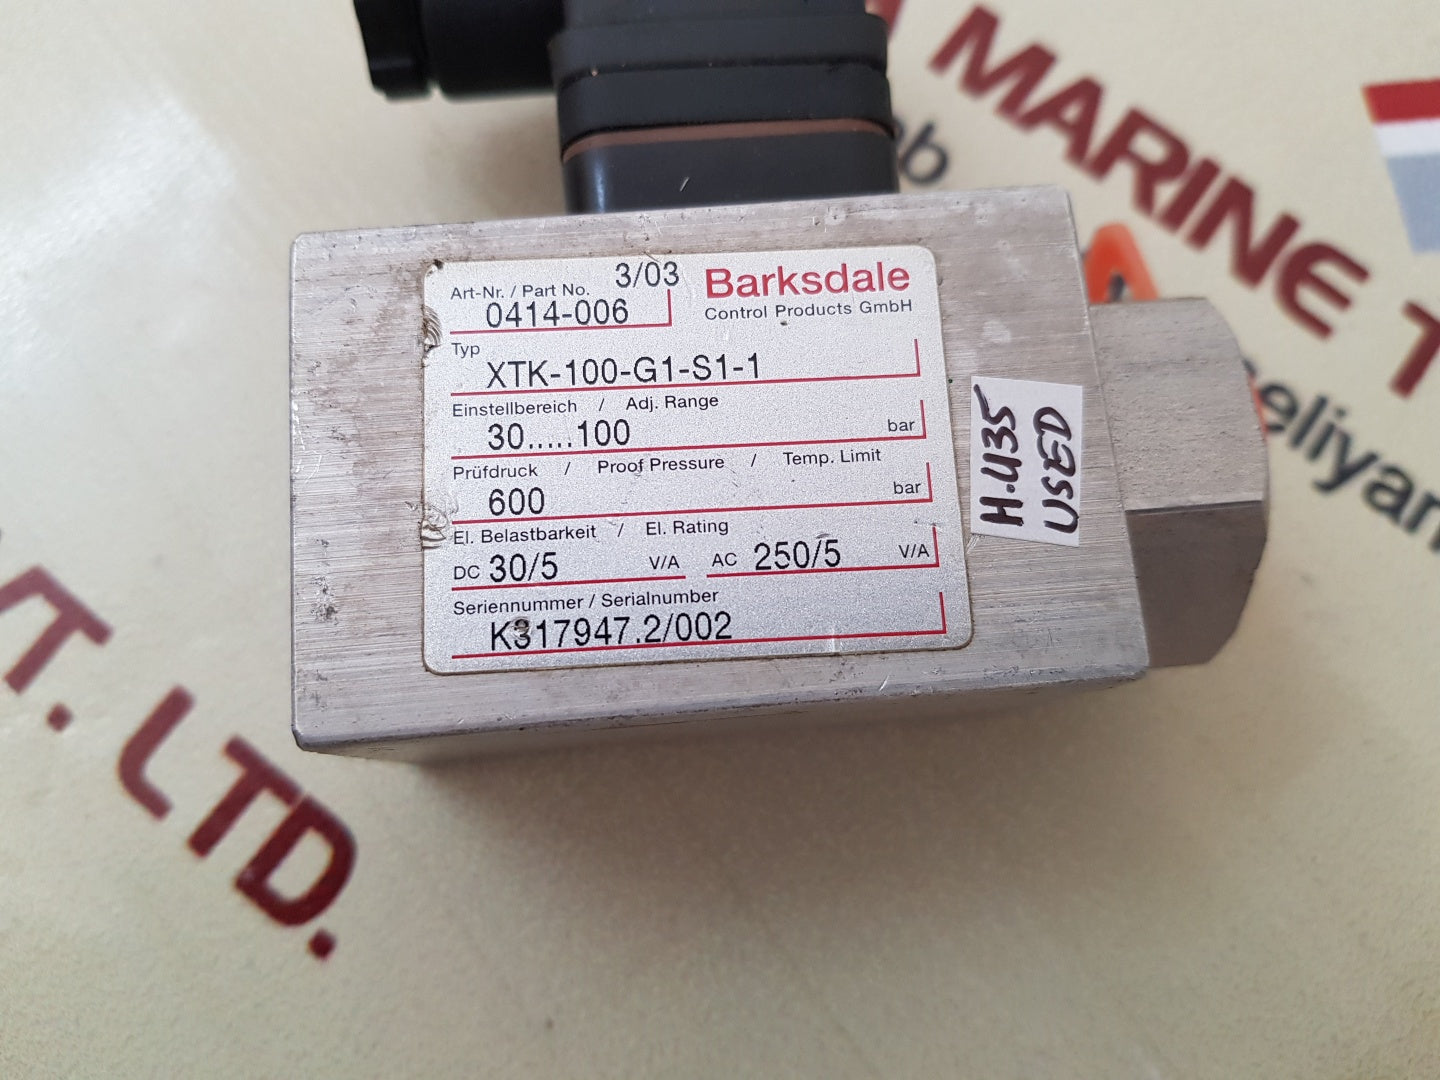 MARINE T
3/03
Art-Nr. / Part No.
0414-006
Barksdale
Control Products GmbH
Typ
XTK-100-G1-S1-1
Einstellbereich / Adj. Range
30.....100 bar
Prüfdruck / Proof Pressure / Temp. Limit
600 bar
El. Belastbarkeit / El. Rating
DC 30/5 V/A AC 250/5 V/A
Seriennummer / Serialnumber
K317947.2/002
H.U35
USED
VT. LTD.